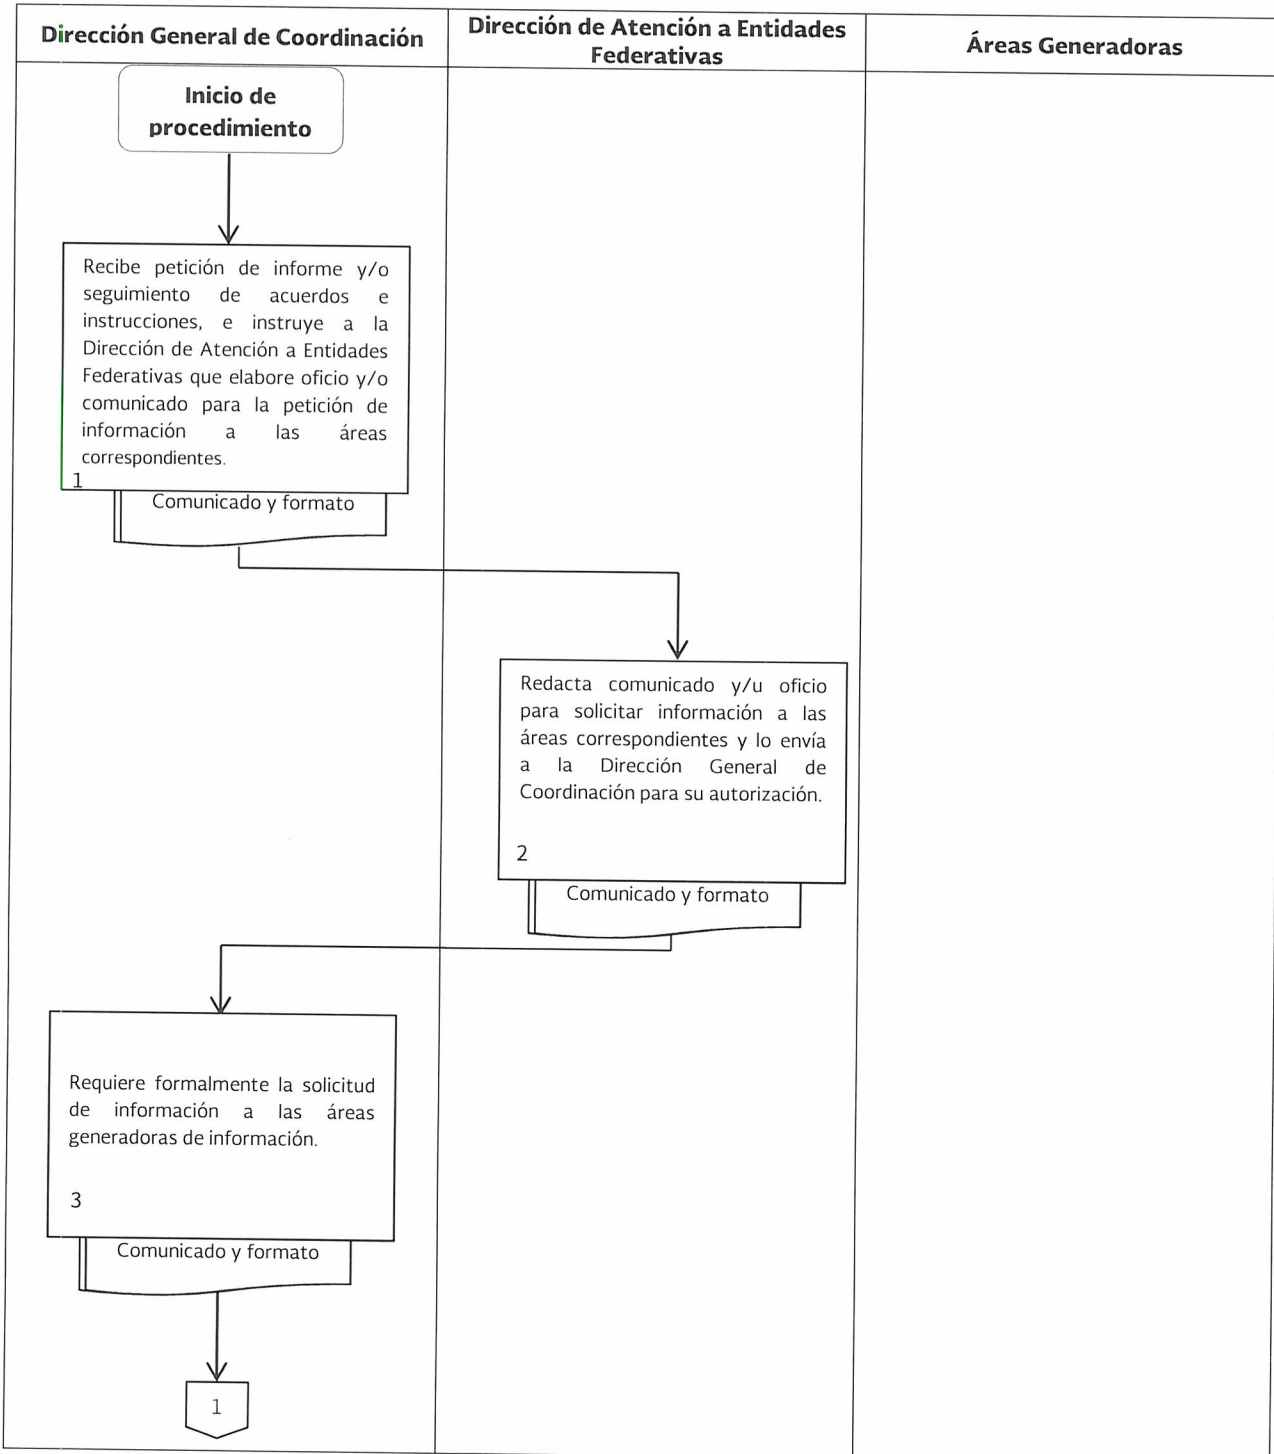 Dirección General de Coordinación
Dirección de Atención a Entidades
Federativas
Áreas Generadoras
Inicio de
procedimiento
Recibe petición de informe y/o
seguimiento de acuerdos e
instrucciones, e instruye a la
Dirección de Atención a Entidades
Federativas que elabore oficio y/o
comunicado para la petición de
información a las áreas
correspondientes.
1
Comunicado y formato
Redacta comunicado y/u oficio
para solicitar información a las
áreas correspondientes y lo envía
a la Dirección General de
Coordinación para su autorización.
2
Comunicado y formato
Requiere formalmente la solicitud
de información a las áreas
generadoras de información.
3
Comunicado y formato
1